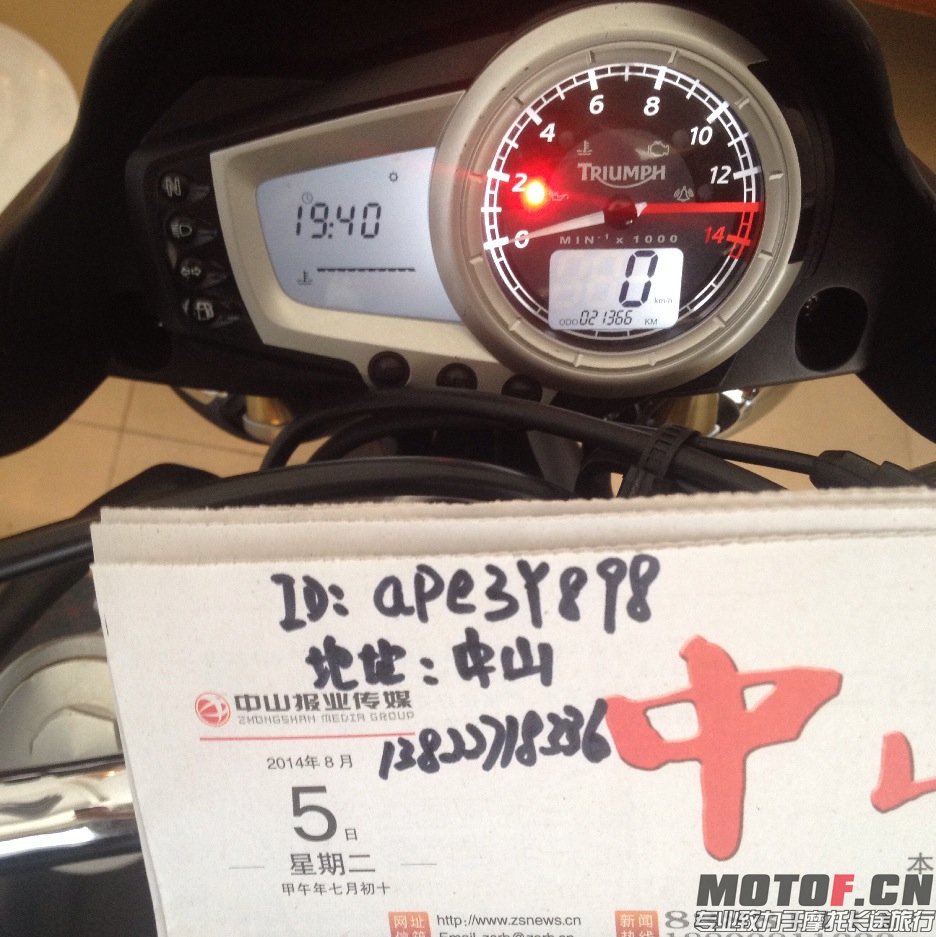 19:40
0
2
4
6
8
10
12
14
TRIUMPH
MIN⁻¹ x 1000
0 km/h
ODO 021366 KM
ID: ape34898
地址: 中山
中山报业传媒
ZHONGSHAN MEDIA GROUP
13822718236
中山
2014年8月
5日
星期二
甲午年七月初十
本
网址 http://www.zsnews.cn
新闻
MOTOF.CN
专业致力于摩托长途旅行